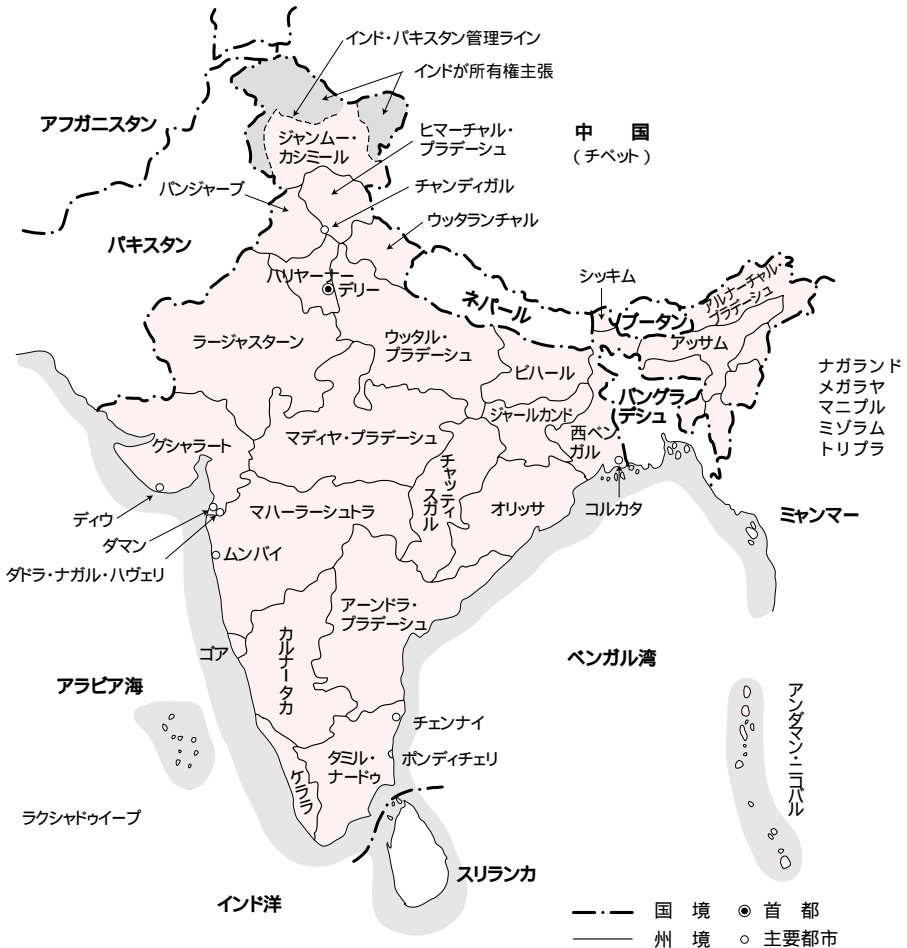 インド・パキスタン管理ライン
インドが所有権主張
アフガニスタン
中　国
(チベット)
ジャンムー・
カシミール
ヒマーチャル・
プラデーシュ
パンジャーブ
チャンディガル
ウッタランチャル
パキスタン
ハリヤーナー
デリー
ネパール
シッキム
ブータン
アルナーチャル・
プラデーシュ
アッサム
ラージャスターン
ウッタル・
プラデーシュ
ビハール
バングラ
デシュ
ナガランド
メガラヤ
マニプル
ミゾラム
トリプラ
ジャールカンド
グシャラート
マディヤ・プラデーシュ
西ベン
ガル
チャッティ
スガル
オリッサ
コルカタ
ミャンマー
ディウ
ダマン
マハーラーシュトラ
ムンバイ
ダドラ・ナガル・ハヴェリ
アーンドラ・
プラデーシュ
カルナータカ
ゴア
ベンガル湾
アラビア海
アンダマン・ニコバル
チェンナイ
ポンディチェリ
タミル・
ナードゥ
ケララ
ラクシャドゥイープ
スリランカ
インド洋
国　境
首　都
州　境
主要都市